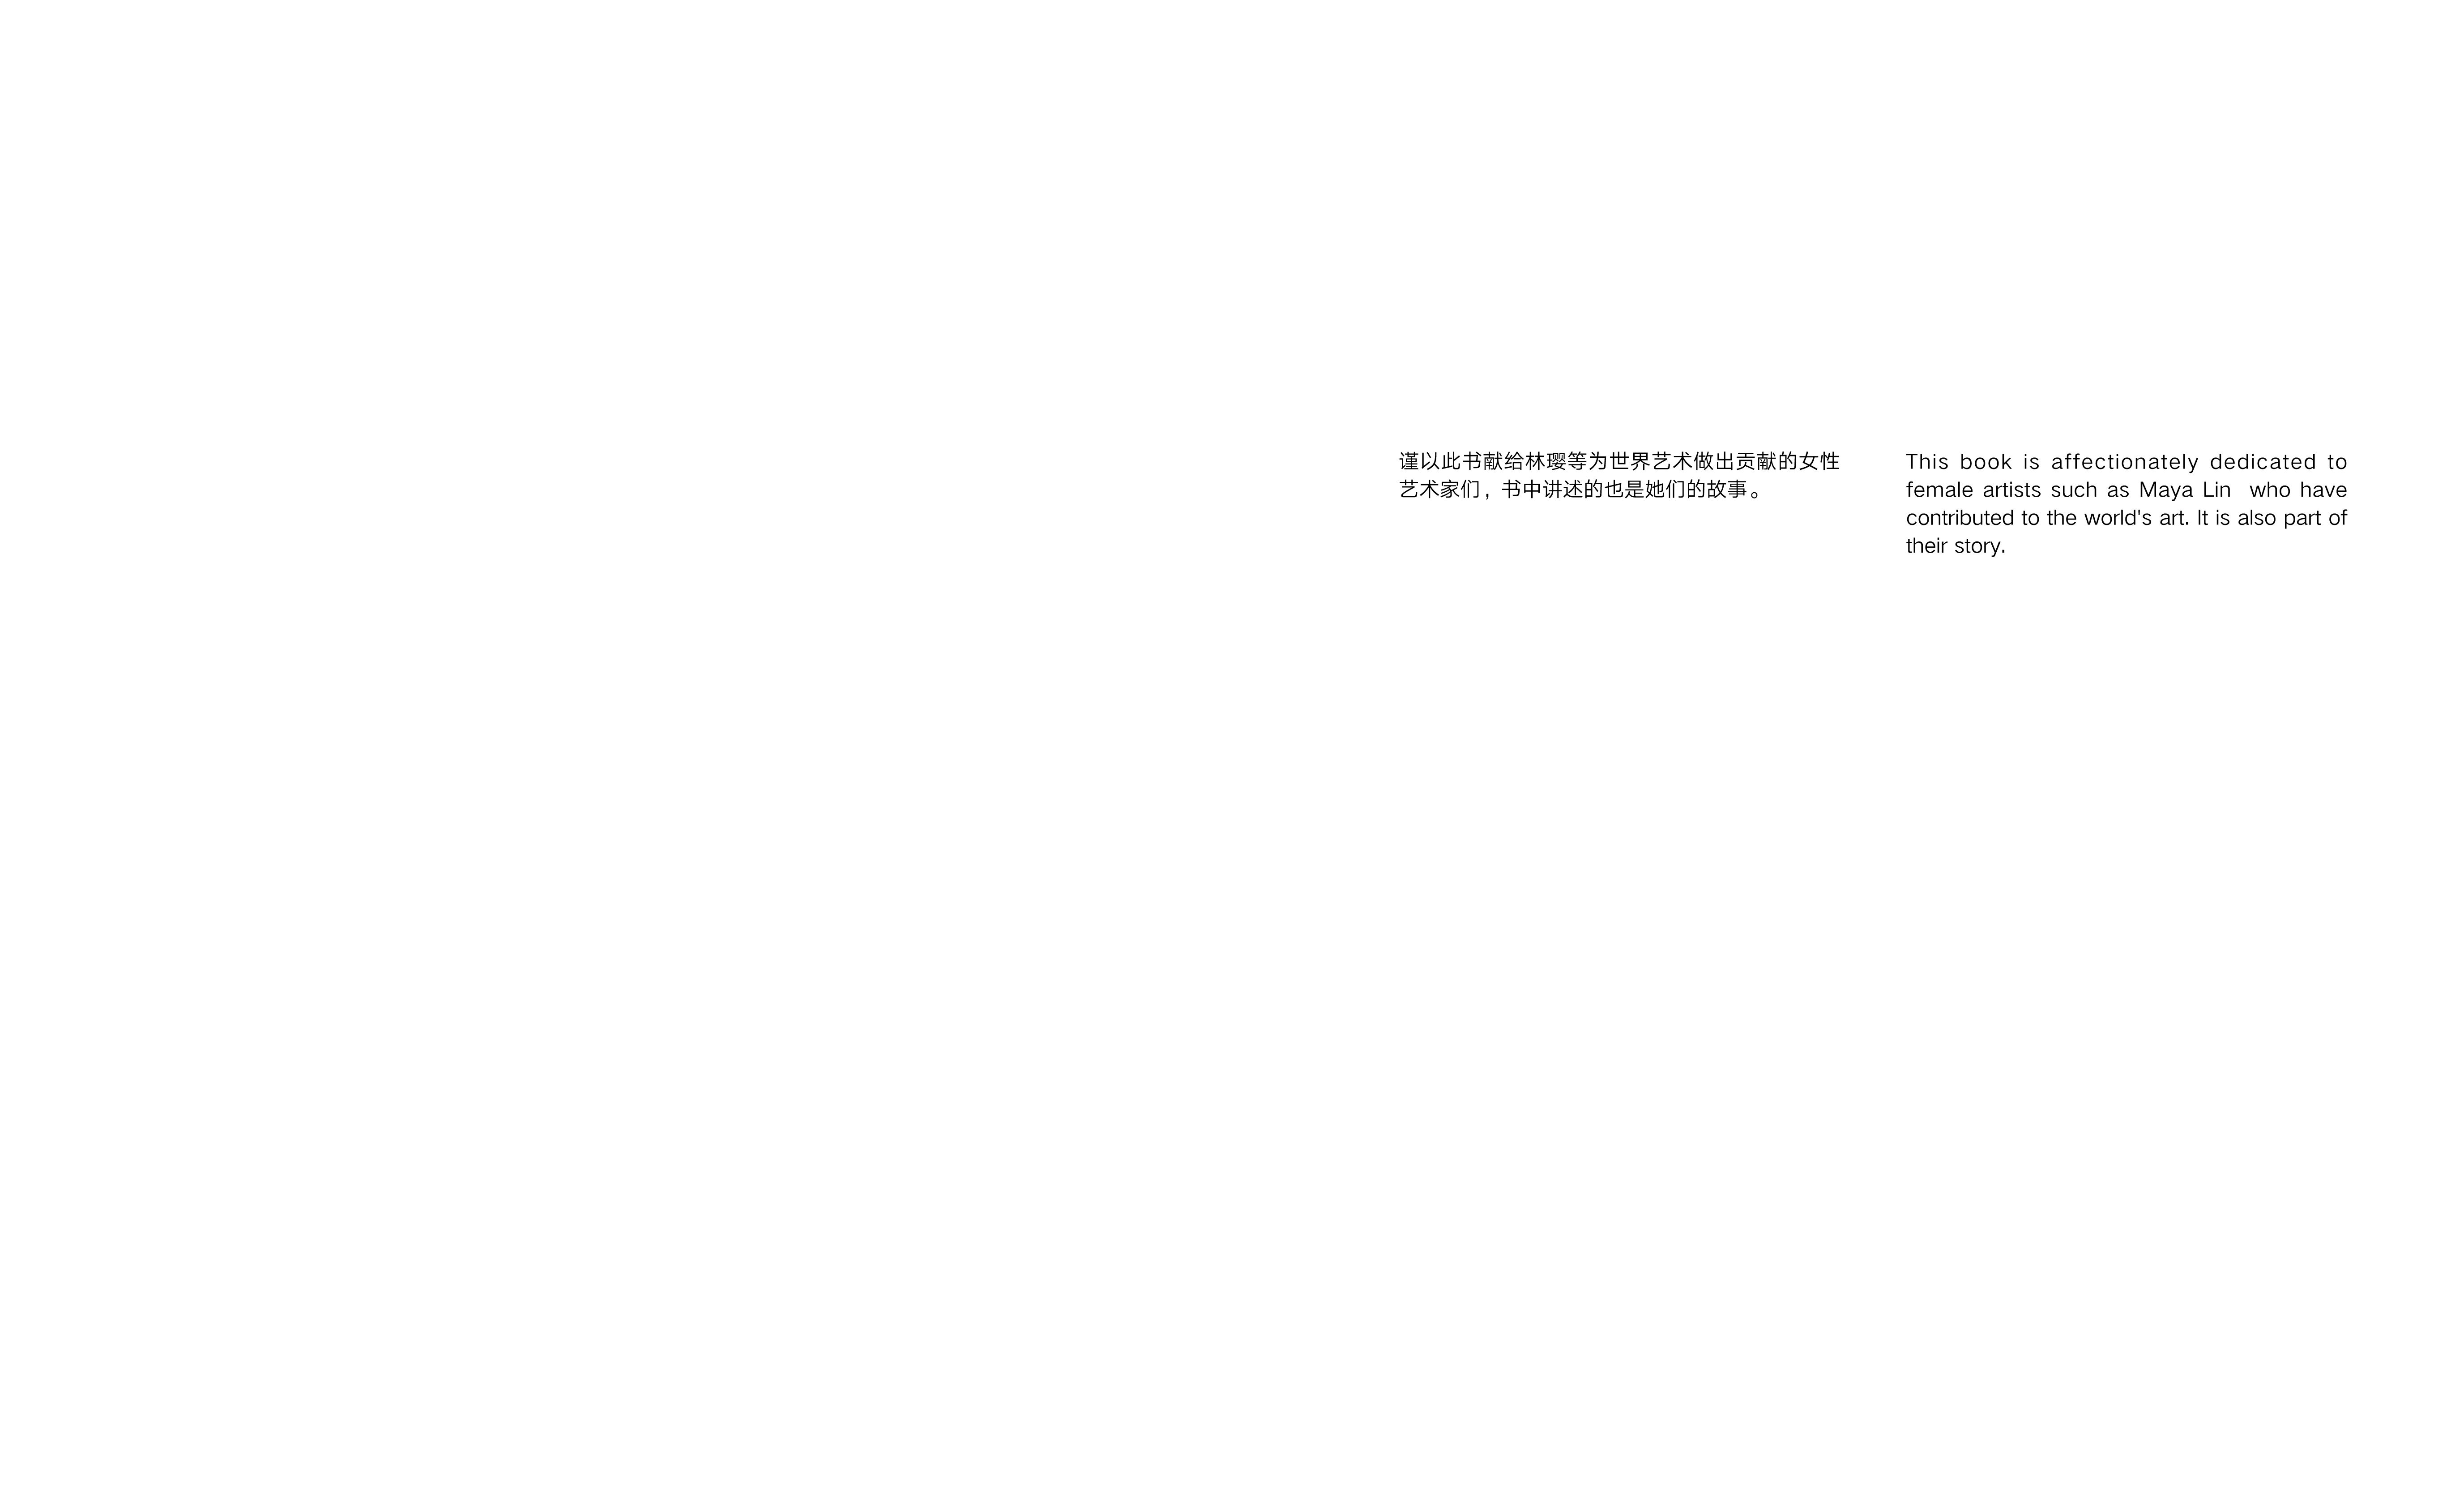 谨以此书献给林璎等为世界艺术做出贡献的女性
艺术家们，书中讲述的也是她们的故事。
This book is affectionately dedicated to
female artists such as Maya Lin  who have
contributed to the world's art. It is also part of
their story.